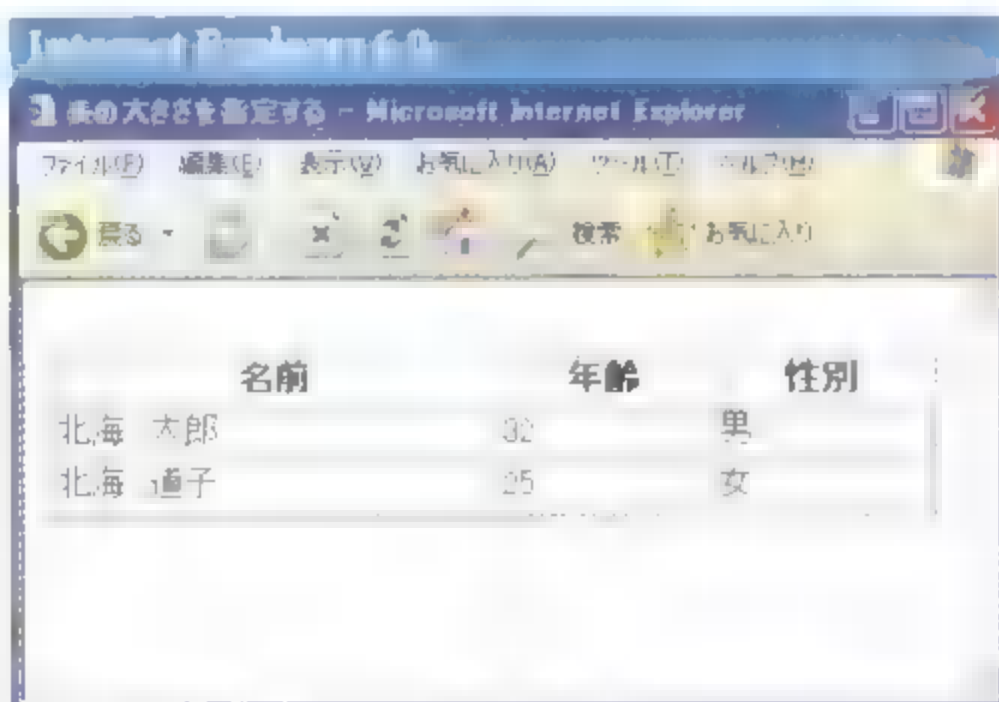 Internet Explorer 6.0
表の大きさを指定する - Microsoft Internet Explorer
ファイル(F) 編集(E) 表示(V) お気に入り(A) ツール(T) ヘルプ(H)
戻る 検索 お気に入り
名前 年齢 性別
北海 太郎 32 男
北海 道子 25 女